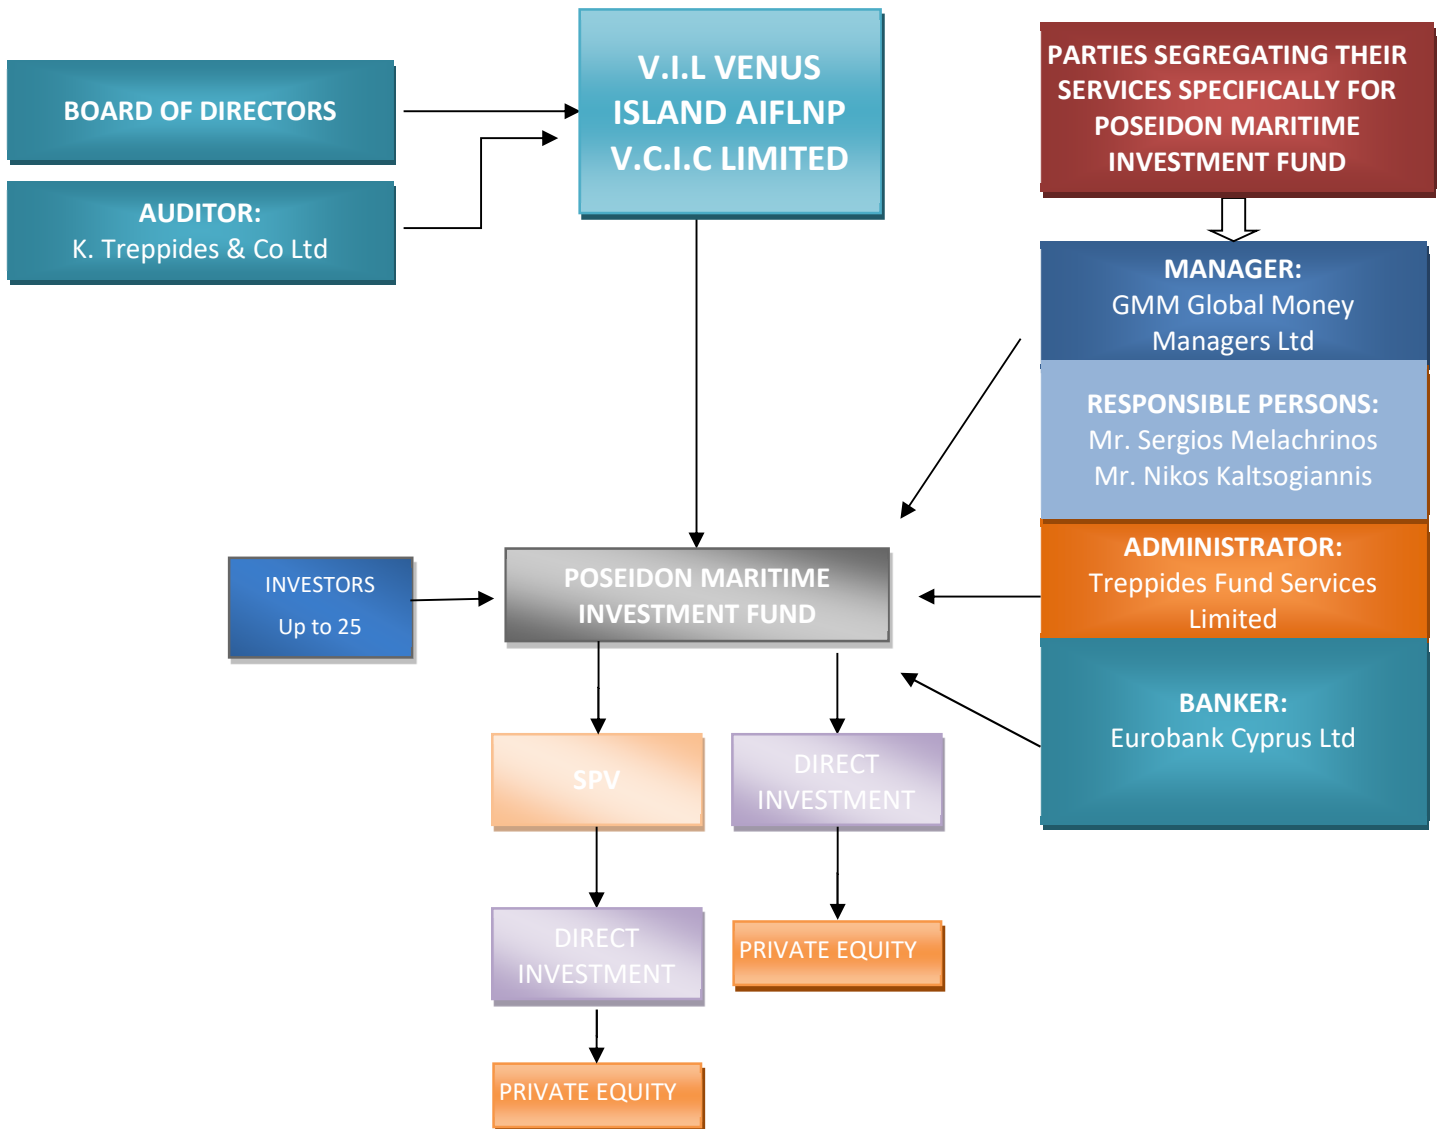 BOARD OF DIRECTORS
AUDITOR:
K. Treppides & Co Ltd
V.I.L VENUS
ISLAND AIFLNP
V.C.I.C LIMITED
PARTIES SEGREGATING THEIR
SERVICES SPECIFICALLY FOR
POSEIDON MARITIME
INVESTMENT FUND
MANAGER:
GMM Global Money
Managers Ltd
RESPONSIBLE PERSONS:
Mr. Sergios Melachrinos
Mr. Nikos Kaltsogiannis
ADMINISTRATOR:
Treppides Fund Services
Limited
BANKER:
Eurobank Cyprus Ltd
INVESTORS
Up to 25
POSEIDON MARITIME
INVESTMENT FUND
SPV
DIRECT
INVESTMENT
PRIVATE EQUITY
DIRECT
INVESTMENT
PRIVATE EQUITY